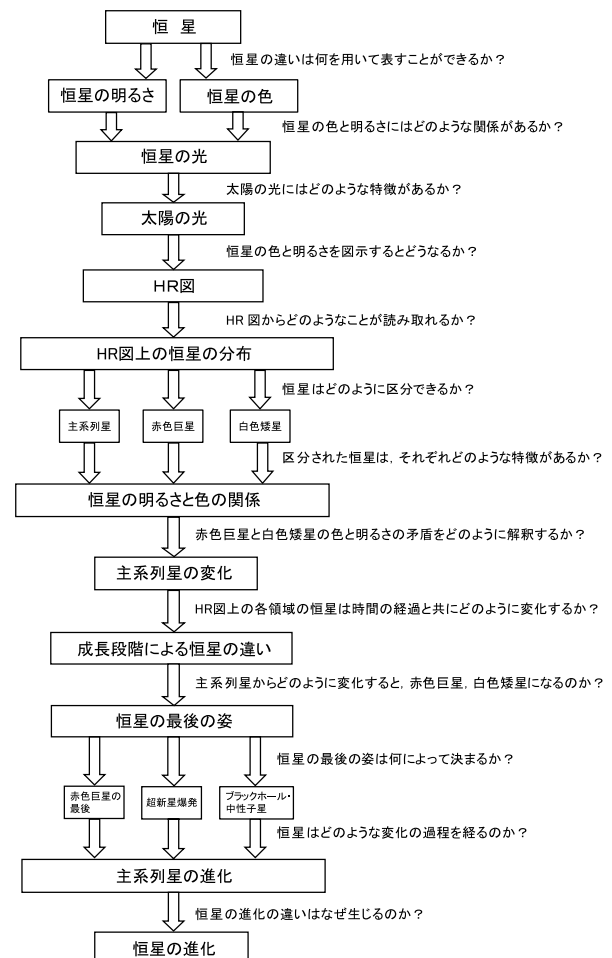 恒 星
恒星の違いは何を用いて表すことができるか？
恒星の明るさ
恒星の色
恒星の色と明るさにはどのような関係があるか？
恒星の光
太陽の光にはどのような特徴があるか？
太陽の光
恒星の色と明るさを図示するとどうなるか？
HR図
HR 図からどのようなことが読み取れるか？
HR図上の恒星の分布
恒星はどのように区分できるか？
主系列星
赤色巨星
白色矮星
区分された恒星は，それぞれどのような特徴があるか？
恒星の明るさと色の関係
赤色巨星と白色矮星の色と明るさの矛盾をどのように解釈するか？
主系列星の変化
HR図上の各領域の恒星は時間の経過と共にどのように変化するか？
成長段階による恒星の違い
主系列星からどのように変化すると，赤色巨星，白色矮星になるのか？
恒星の最後の姿
恒星の最後の姿は何によって決まるか？
赤色巨星の
最後
超新星爆発
ブラックホール・
中性子星
恒星はどのような変化の過程を経るのか？
主系列星の進化
恒星の進化の違いはなぜ生じるのか？
恒星の進化